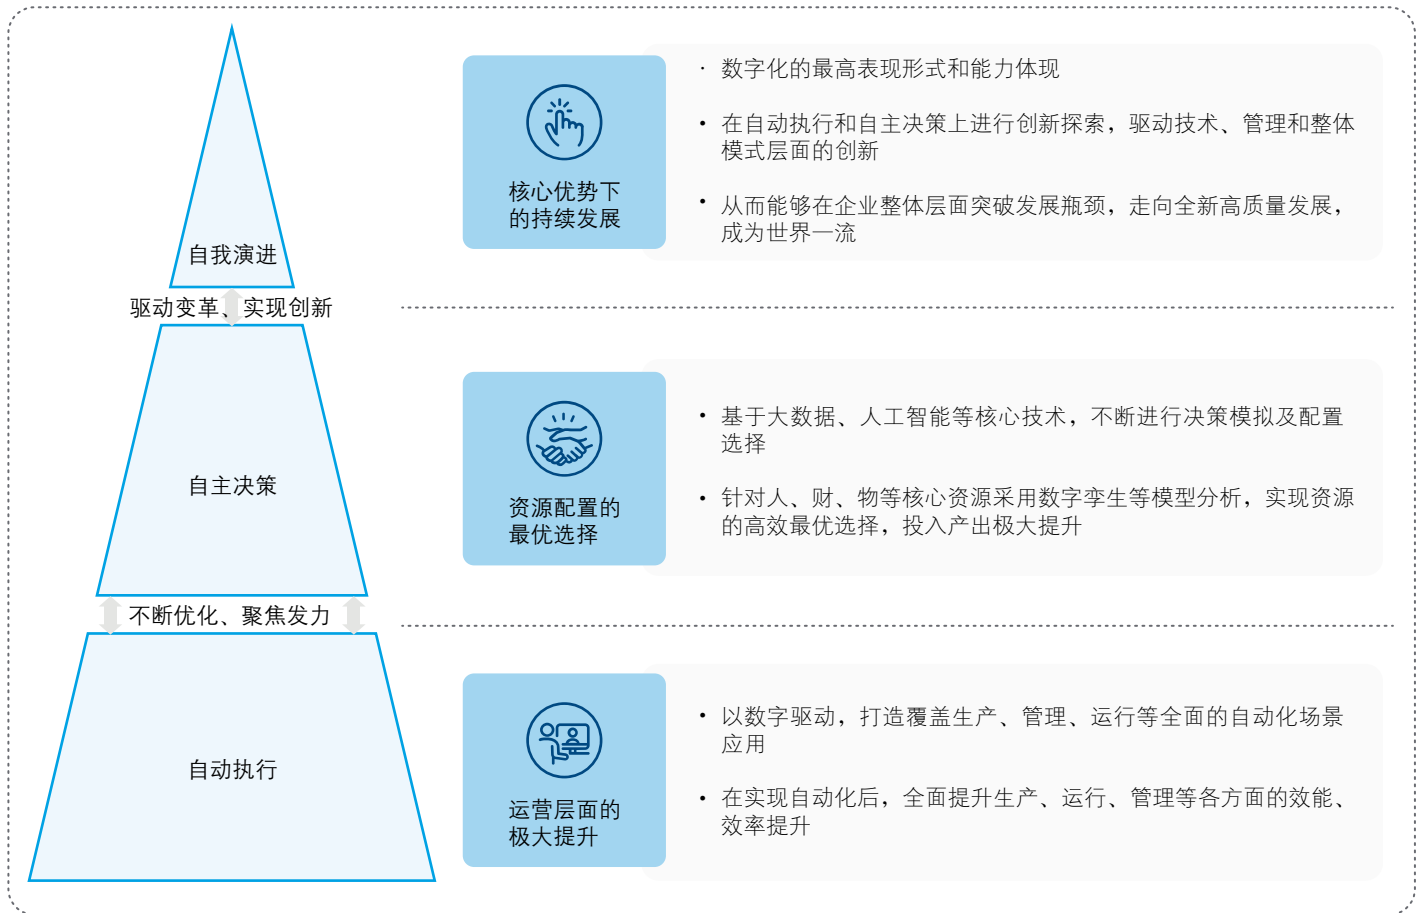 自我演进
驱动变革、实现创新
自主决策
不断优化、聚焦发力
自动执行
核心优势下
的持续发展
· 数字化的最高表现形式和能力体现
• 在自动执行和自主决策上进行创新探索，驱动技术、管理和整体
模式层面的创新
• 从而能够在企业整体层面突破发展瓶颈，走向全新高质量发展，
成为世界一流
资源配置的
最优选择
• 基于大数据、人工智能等核心技术，不断进行决策模拟及配置
选择
• 针对人、财、物等核心资源采用数字孪生等模型分析，实现资源
的高效最优选择，投入产出极大提升
运营层面的
极大提升
• 以数字驱动，打造覆盖生产、管理、运行等全面的自动化场景
应用
• 在实现自动化后，全面提升生产、运行、管理等各方面的效能、
效率提升